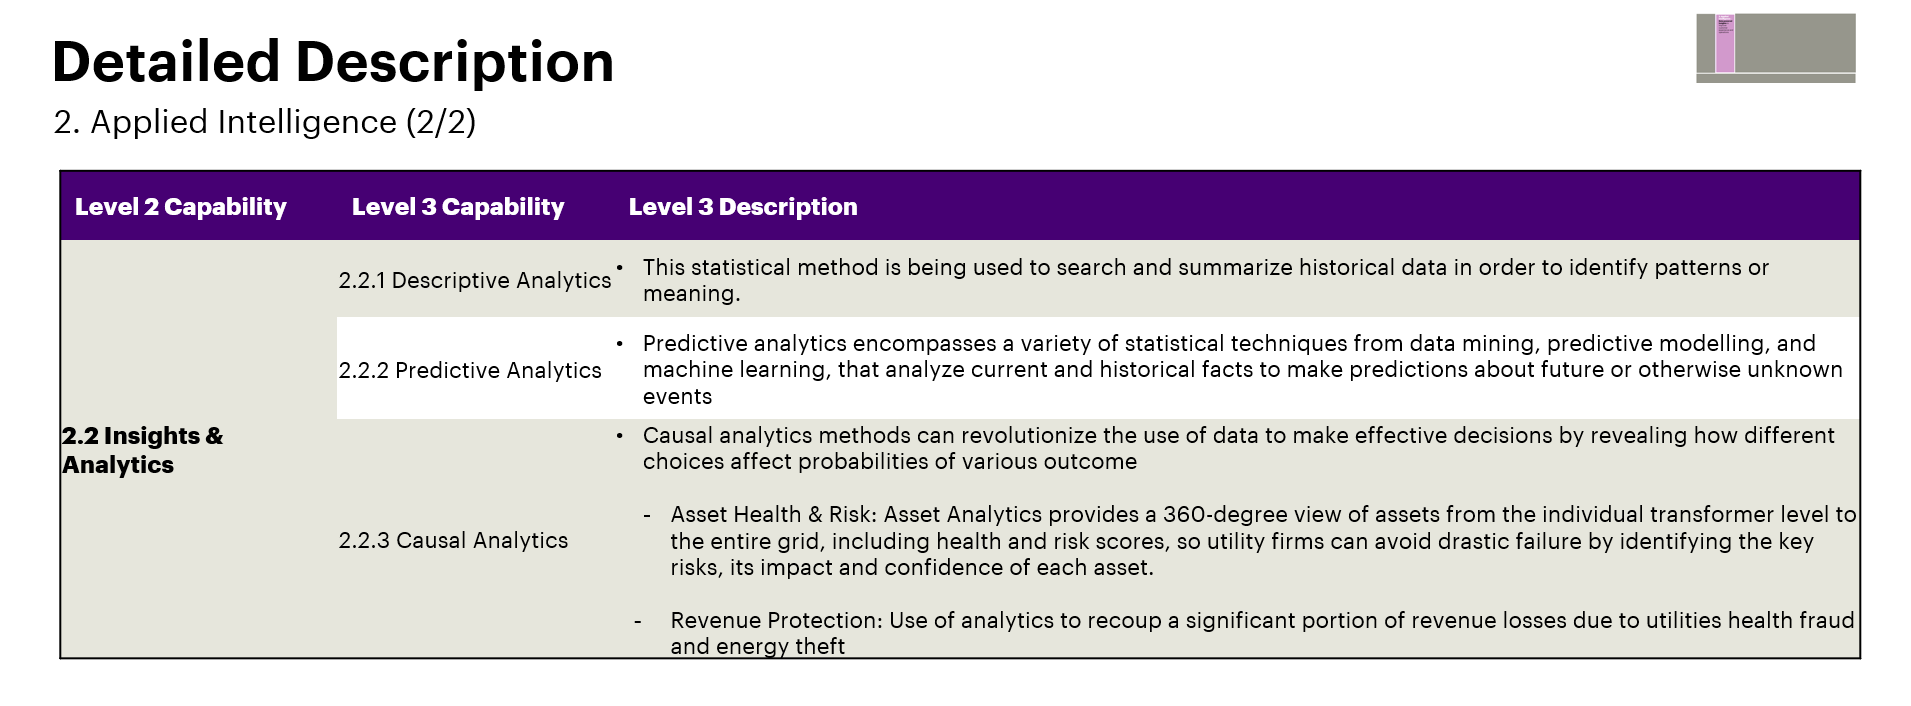 Detailed Description
2. Applied Intelligence (2/2)
Level 2 Capability
Level 3 Capability
Level 3 Description
2.2 Insights &
Analytics
2.2.1 Descriptive Analytics
• This statistical method is being used to search and summarize historical data in order to identify patterns or
meaning.
2.2.2 Predictive Analytics
• Predictive analytics encompasses a variety of statistical techniques from data mining, predictive modelling, and
machine learning, that analyze current and historical facts to make predictions about future or otherwise unknown
events
2.2.3 Causal Analytics
• Causal analytics methods can revolutionize the use of data to make effective decisions by revealing how different
choices affect probabilities of various outcome
- Asset Health & Risk: Asset Analytics provides a 360-degree view of assets from the individual transformer level to
the entire grid, including health and risk scores, so utility firms can avoid drastic failure by identifying the key
risks, its impact and confidence of each asset.
- Revenue Protection: Use of analytics to recoup a significant portion of revenue losses due to utilities health fraud
and energy theft